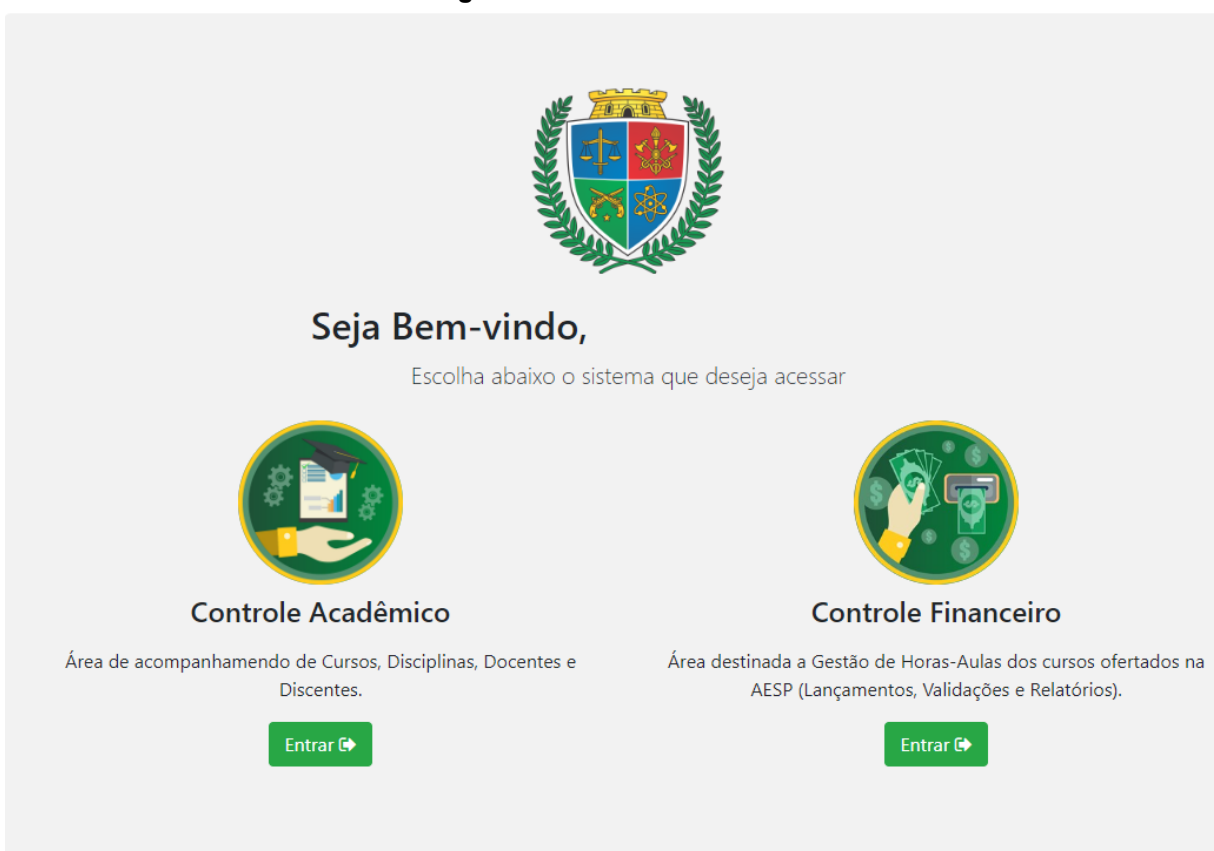 Seja Bem-vindo,
Escolha abaixo o sistema que deseja acessar
Controle Acadêmico
Área de acompanhamendo de Cursos, Disciplinas, Docentes e
Discentes.
Entrar
Controle Financeiro
Área destinada a Gestão de Horas-Aulas dos cursos ofertados na
AESP (Lançamentos, Validações e Relatórios).
Entrar